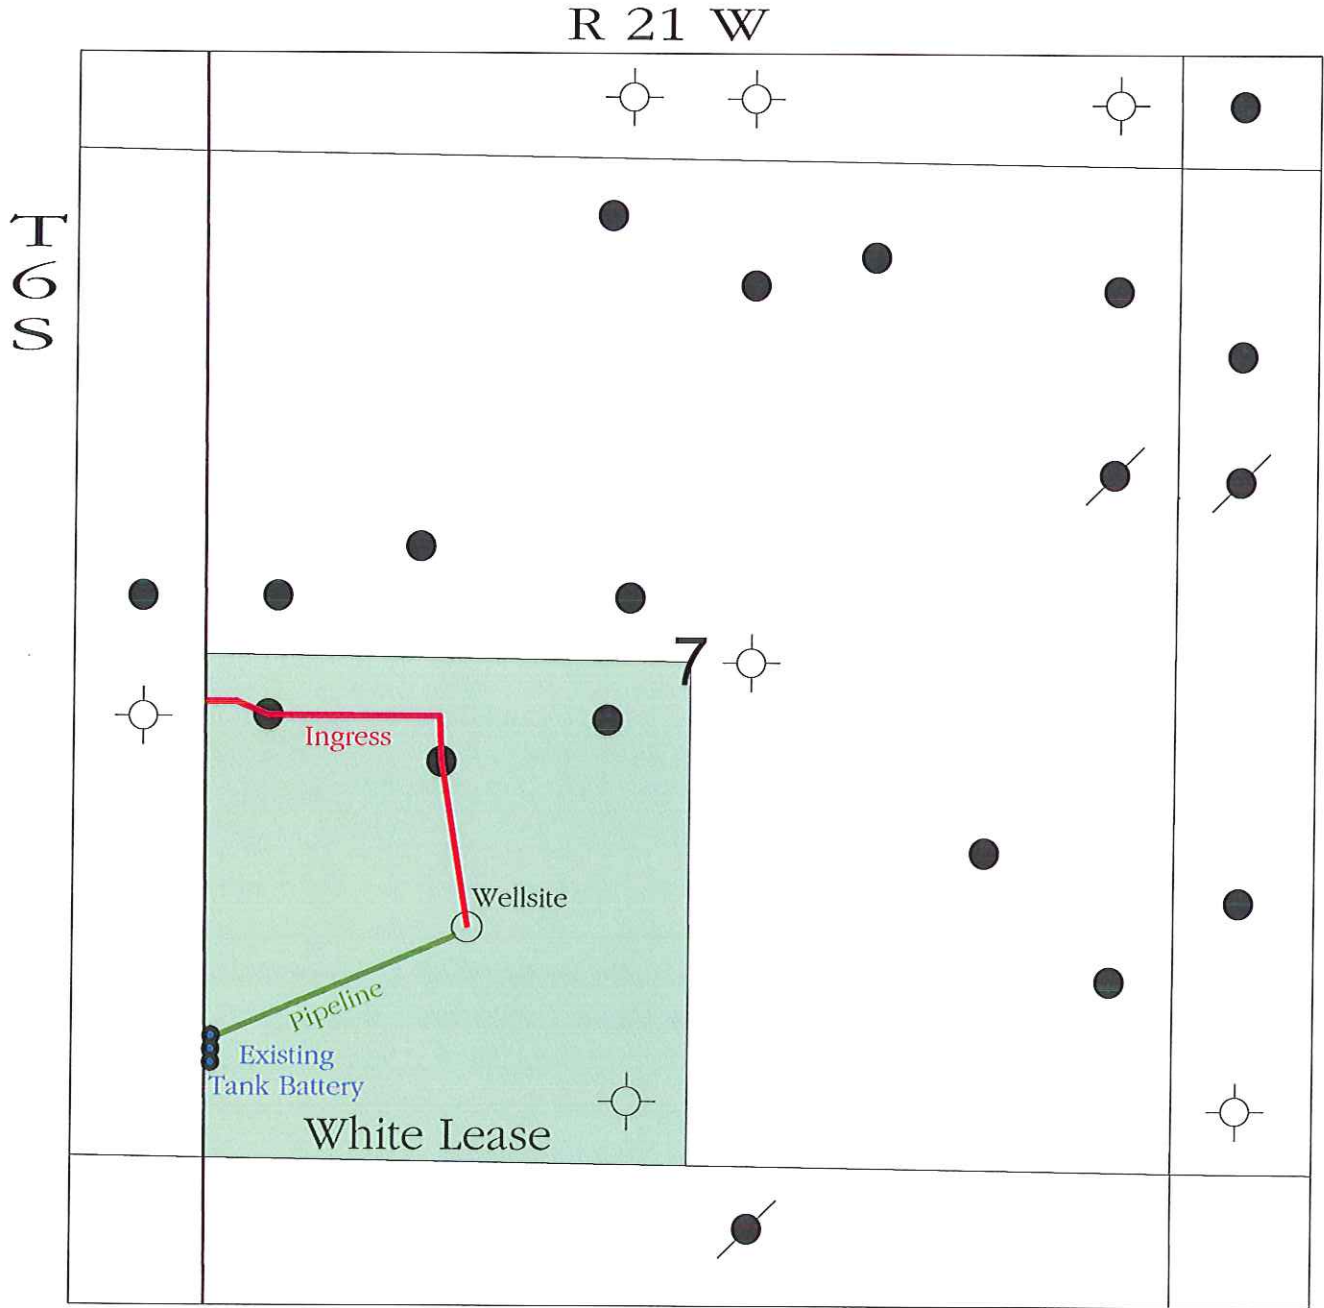 R 21 W
T
6
S
7
Ingress
Wellsite
Pipeline
Existing
Tank Battery
White Lease